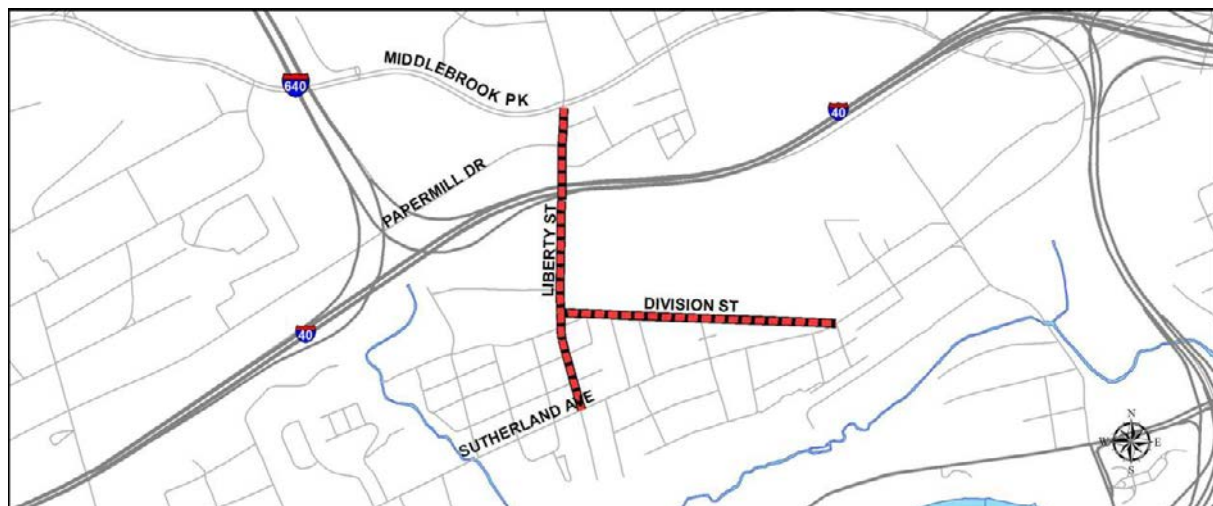 MIDDLEBROOK PK
640
40
PAPERMILL DR
LIBERTY ST
DIVISION ST
40
SUTHERLAND AVE
N
W E
S